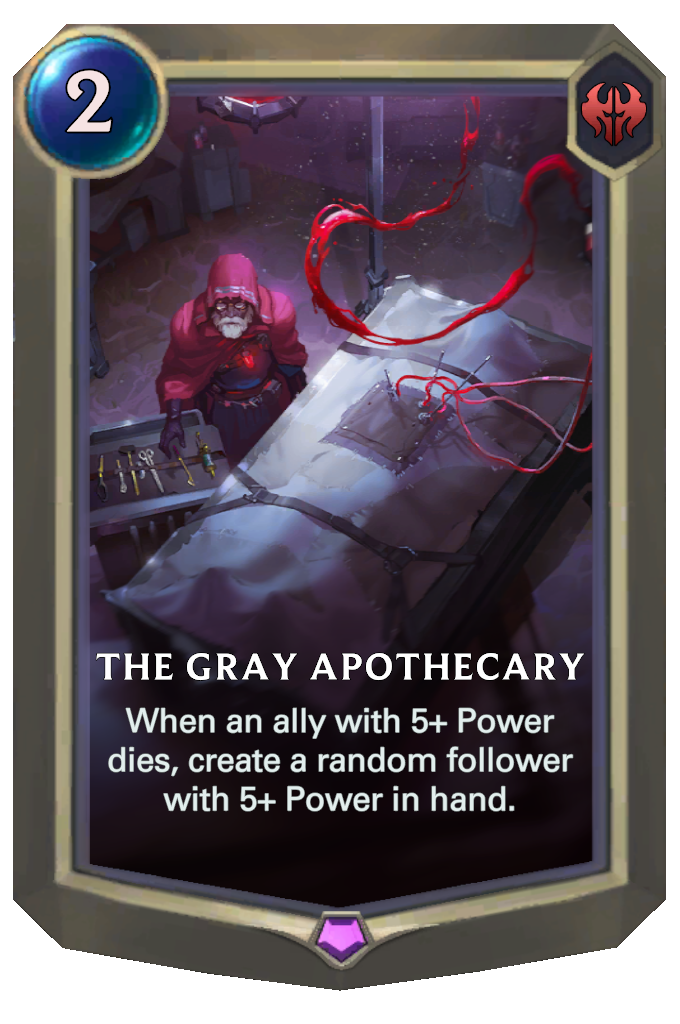 2
THE GRAY APOTHECARY
When an ally with 5+ Power
dies, create a random follower
with 5+ Power in hand.